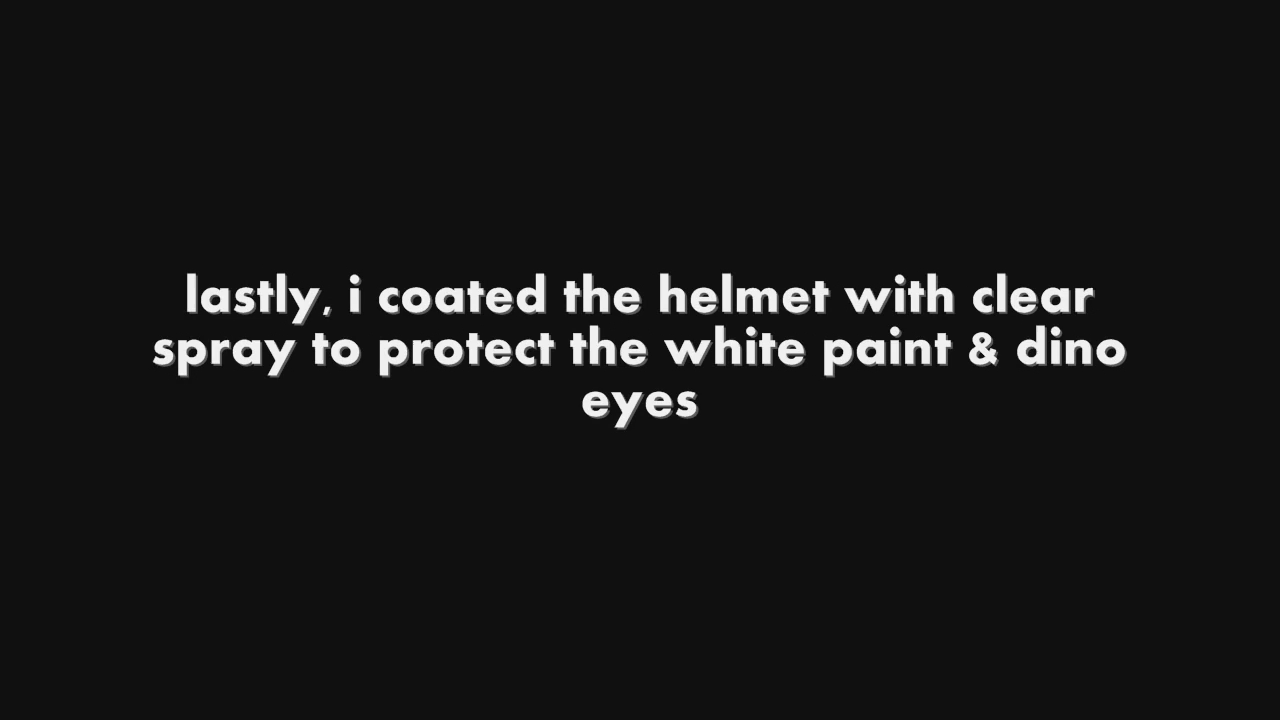 lastly, i coated the helmet with clear
spray to protect the white paint & dino
eyes